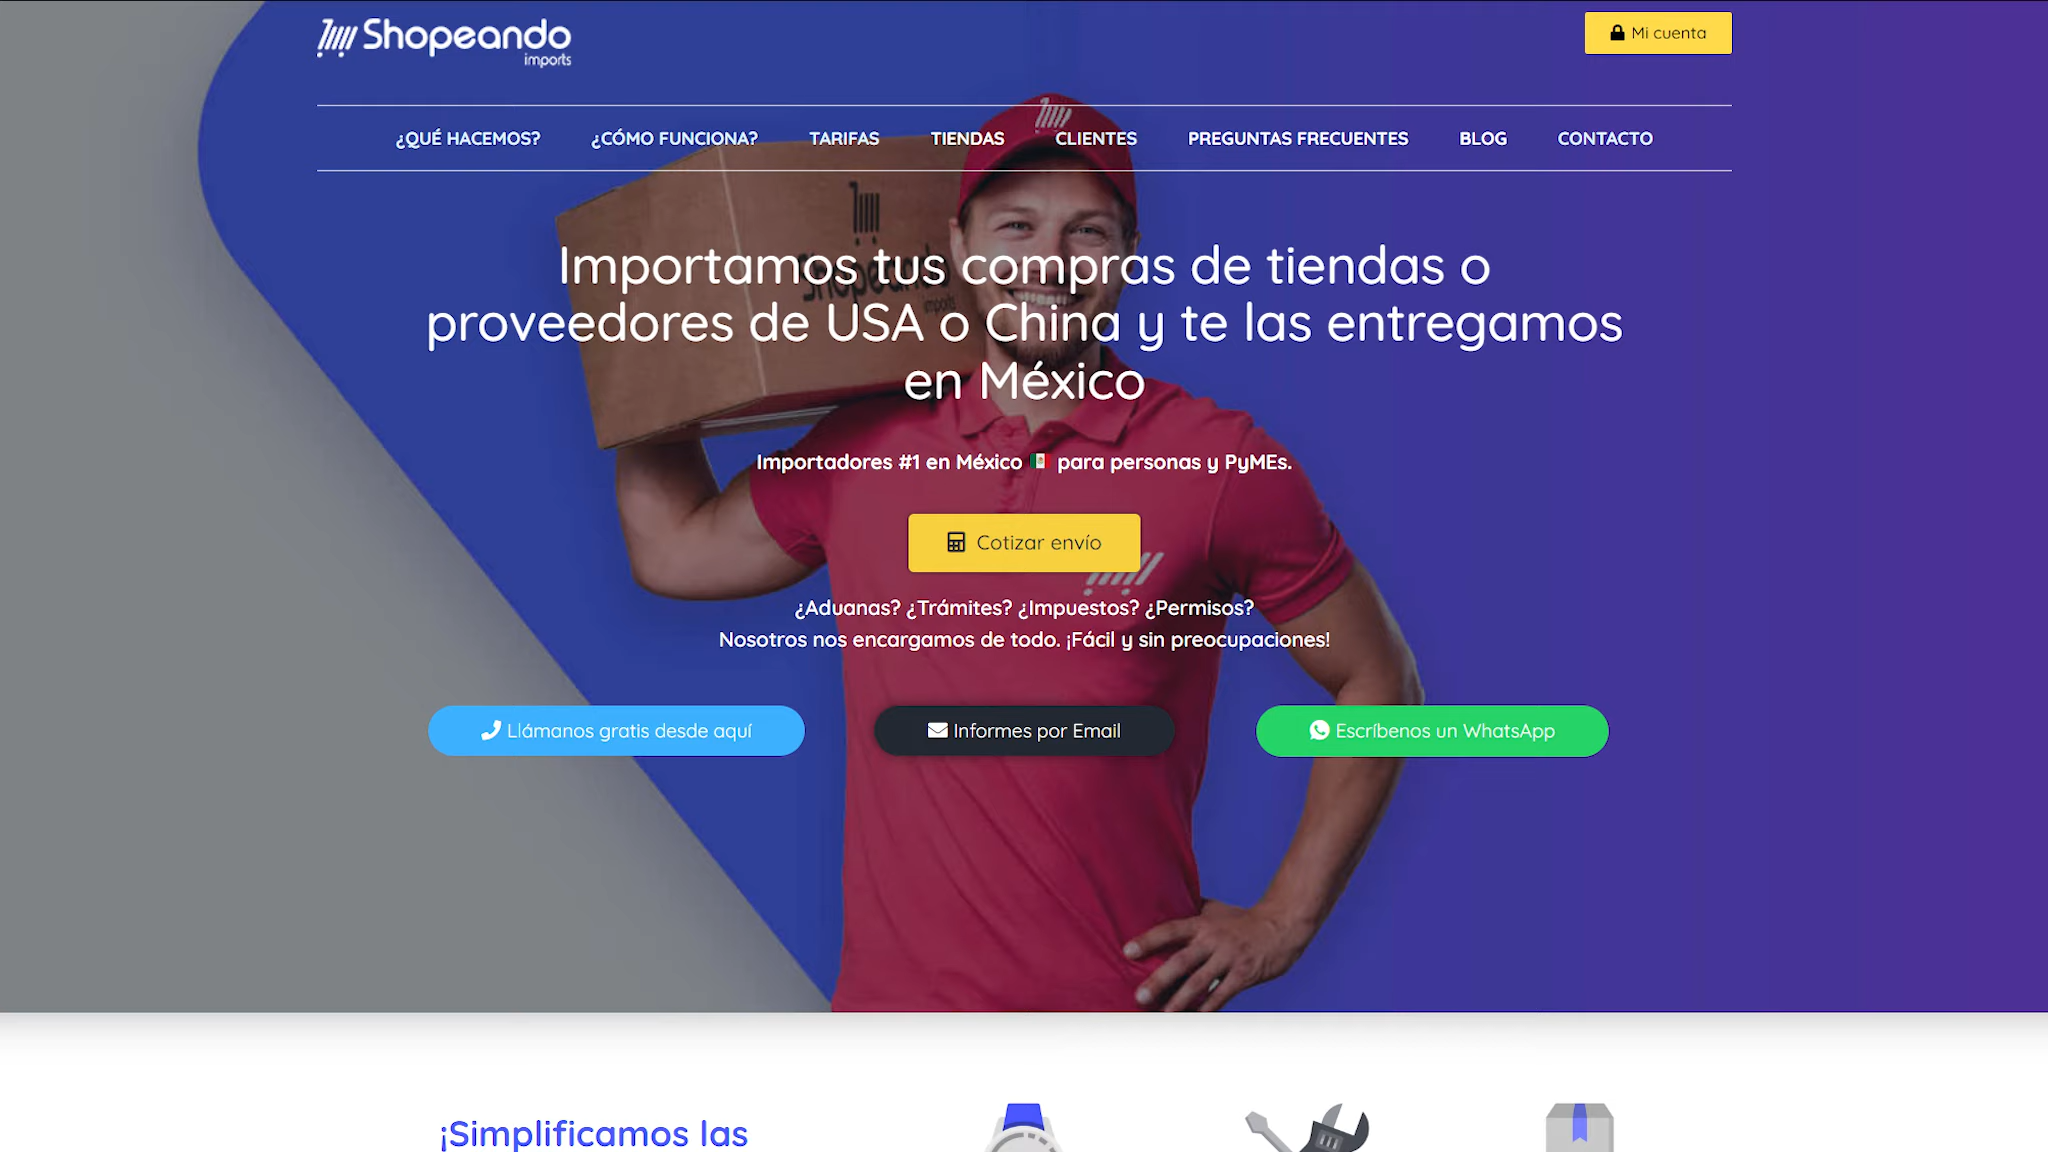 Shopeando
imports
Mi cuenta
¿QUÉ HACEMOS? ¿CÓMO FUNCIONA? TARIFAS TIENDAS CLIENTES PREGUNTAS FRECUENTES BLOG CONTACTO
Shopeando
imports
Importamos tus compras de tiendas o
proveedores de USA o China y te las entregamos
en México
Importadores #1 en México 🇲🇽 para personas y PyMEs.
Cotizar envío
¿Aduanas? ¿Trámites? ¿Impuestos? ¿Permisos?
Nosotros nos encargamos de todo. ¡Fácil y sin preocupaciones!
Llámanos gratis desde aquí
Informes por Email
Escríbenos un WhatsApp
¡Simplificamos las